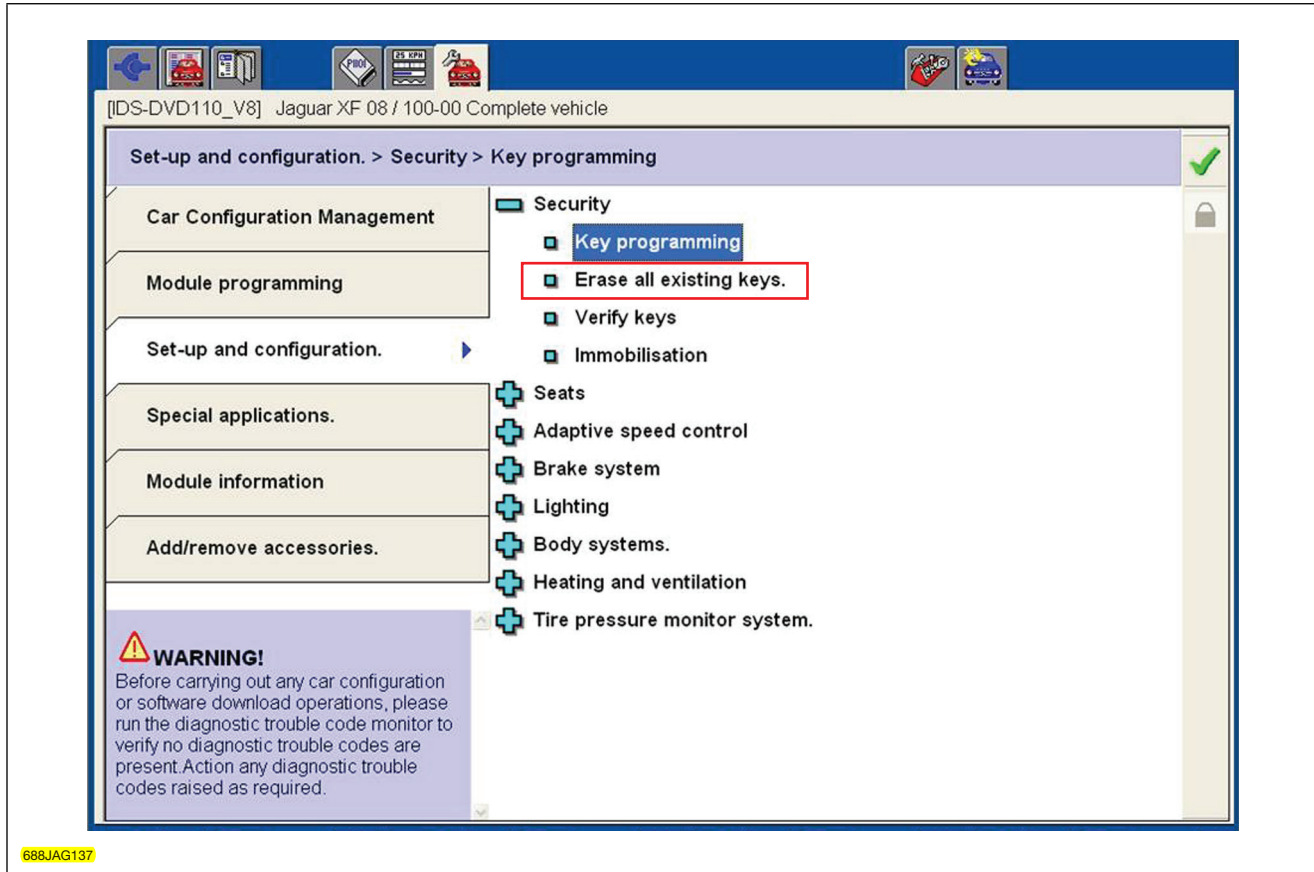 25 KPH
[IDS-DVD110_V8] Jaguar XF 08 / 100-00 Complete vehicle
Set-up and configuration. > Security > Key programming
Car Configuration Management
Module programming
Set-up and configuration.
Special applications.
Module information
Add/remove accessories.
Security
Key programming
Erase all existing keys.
Verify keys
Immobilisation
Seats
Adaptive speed control
Brake system
Lighting
Body systems.
Heating and ventilation
Tire pressure monitor system.
WARNING!
Before carrying out any car configuration
or software download operations, please
run the diagnostic trouble code monitor to
verify no diagnostic trouble codes are
present.Action any diagnostic trouble
codes raised as required.
688JAG137